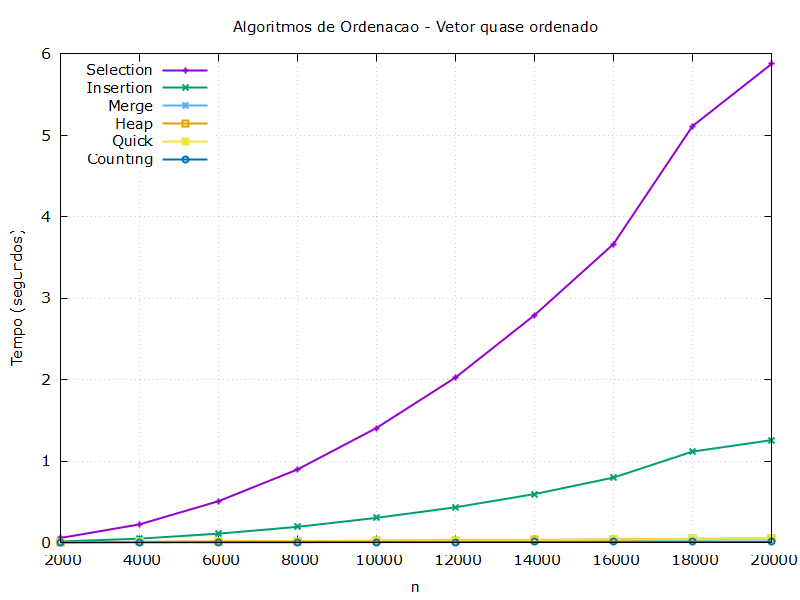 Algoritmos de Ordenacao - Vetor quase ordenado
6
5
4
3
2
1
0
Tempo (segundos)
Selection
Insertion
Merge
Heap
Quick
Counting
2000 4000 6000 8000 10000 12000 14000 16000 18000 20000
n